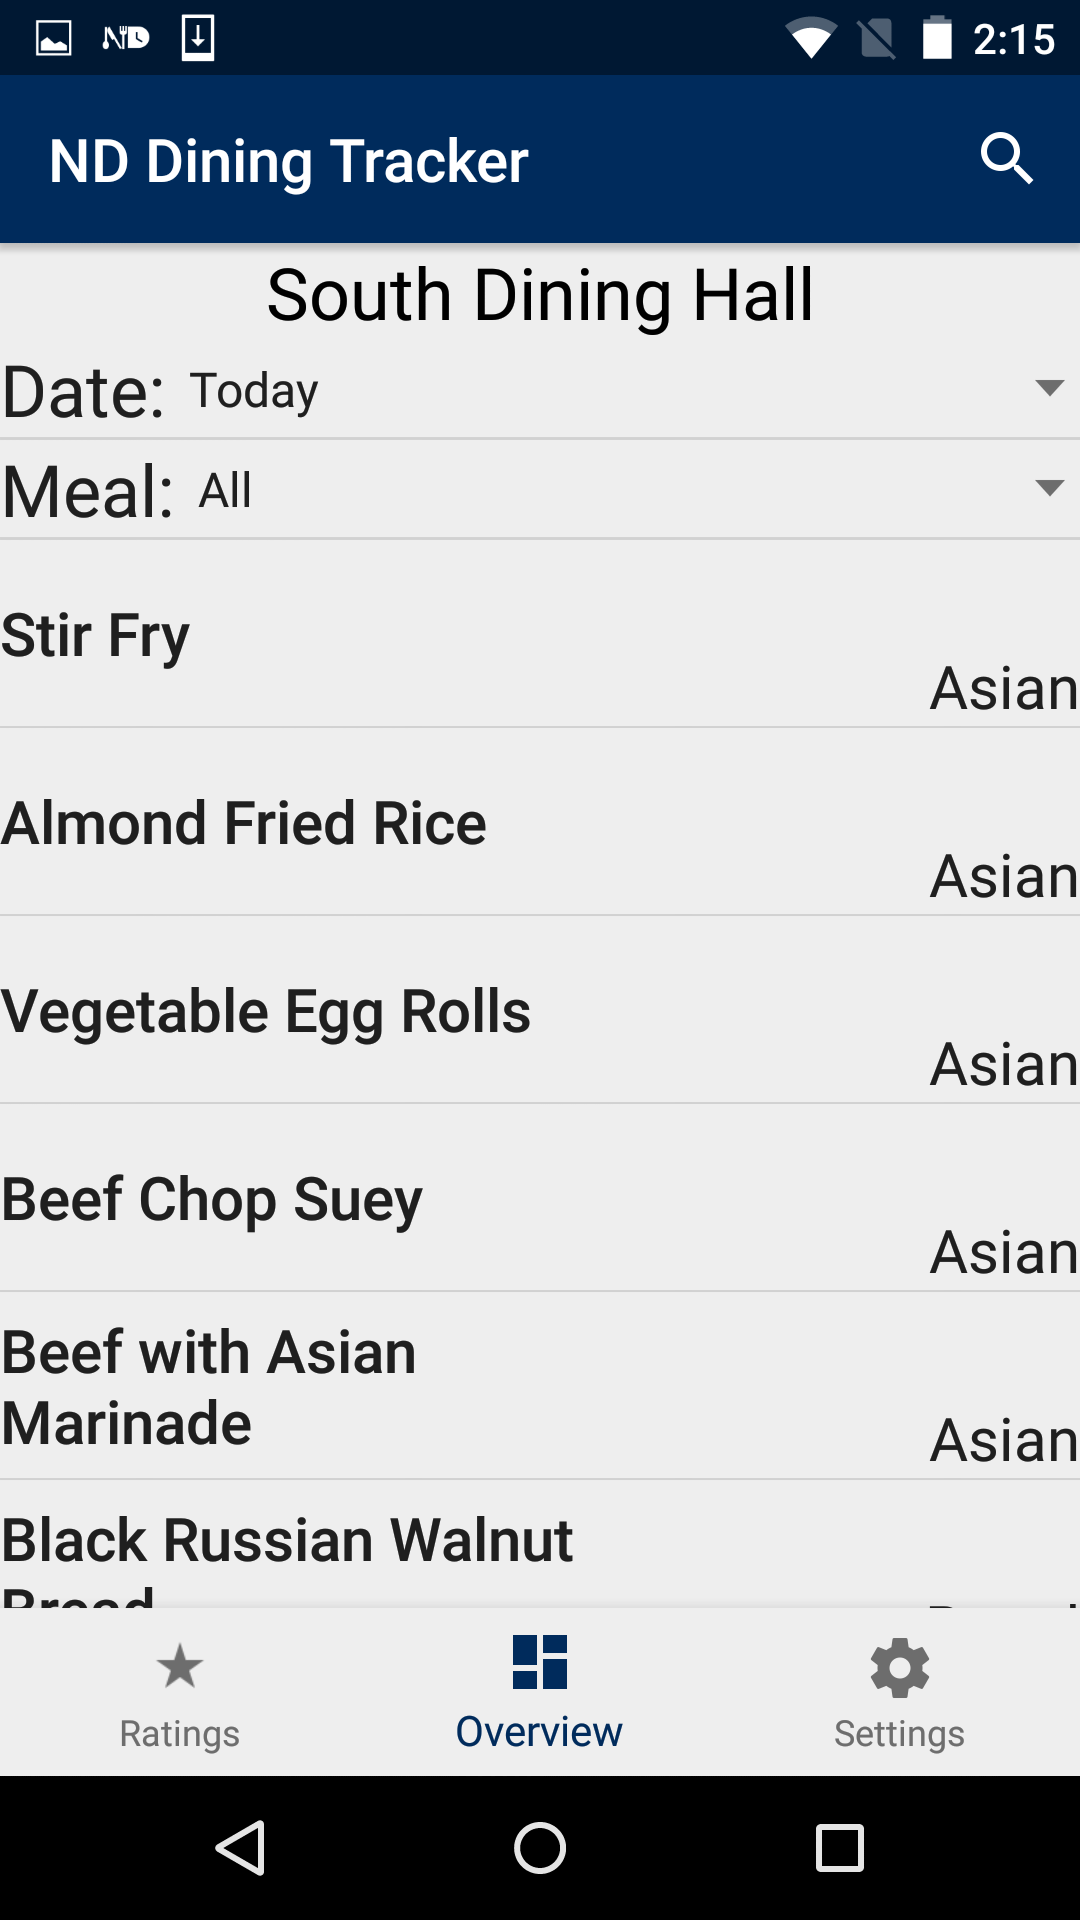 ND 2:15
ND Dining Tracker
South Dining Hall
Date: Today
Meal: All
Stir Fry
Asian
Almond Fried Rice
Asian
Vegetable Egg Rolls
Asian
Beef Chop Suey
Asian
Beef with Asian
Marinade
Asian
Black Russian Walnut
Bread
Ratings
Overview
Settings